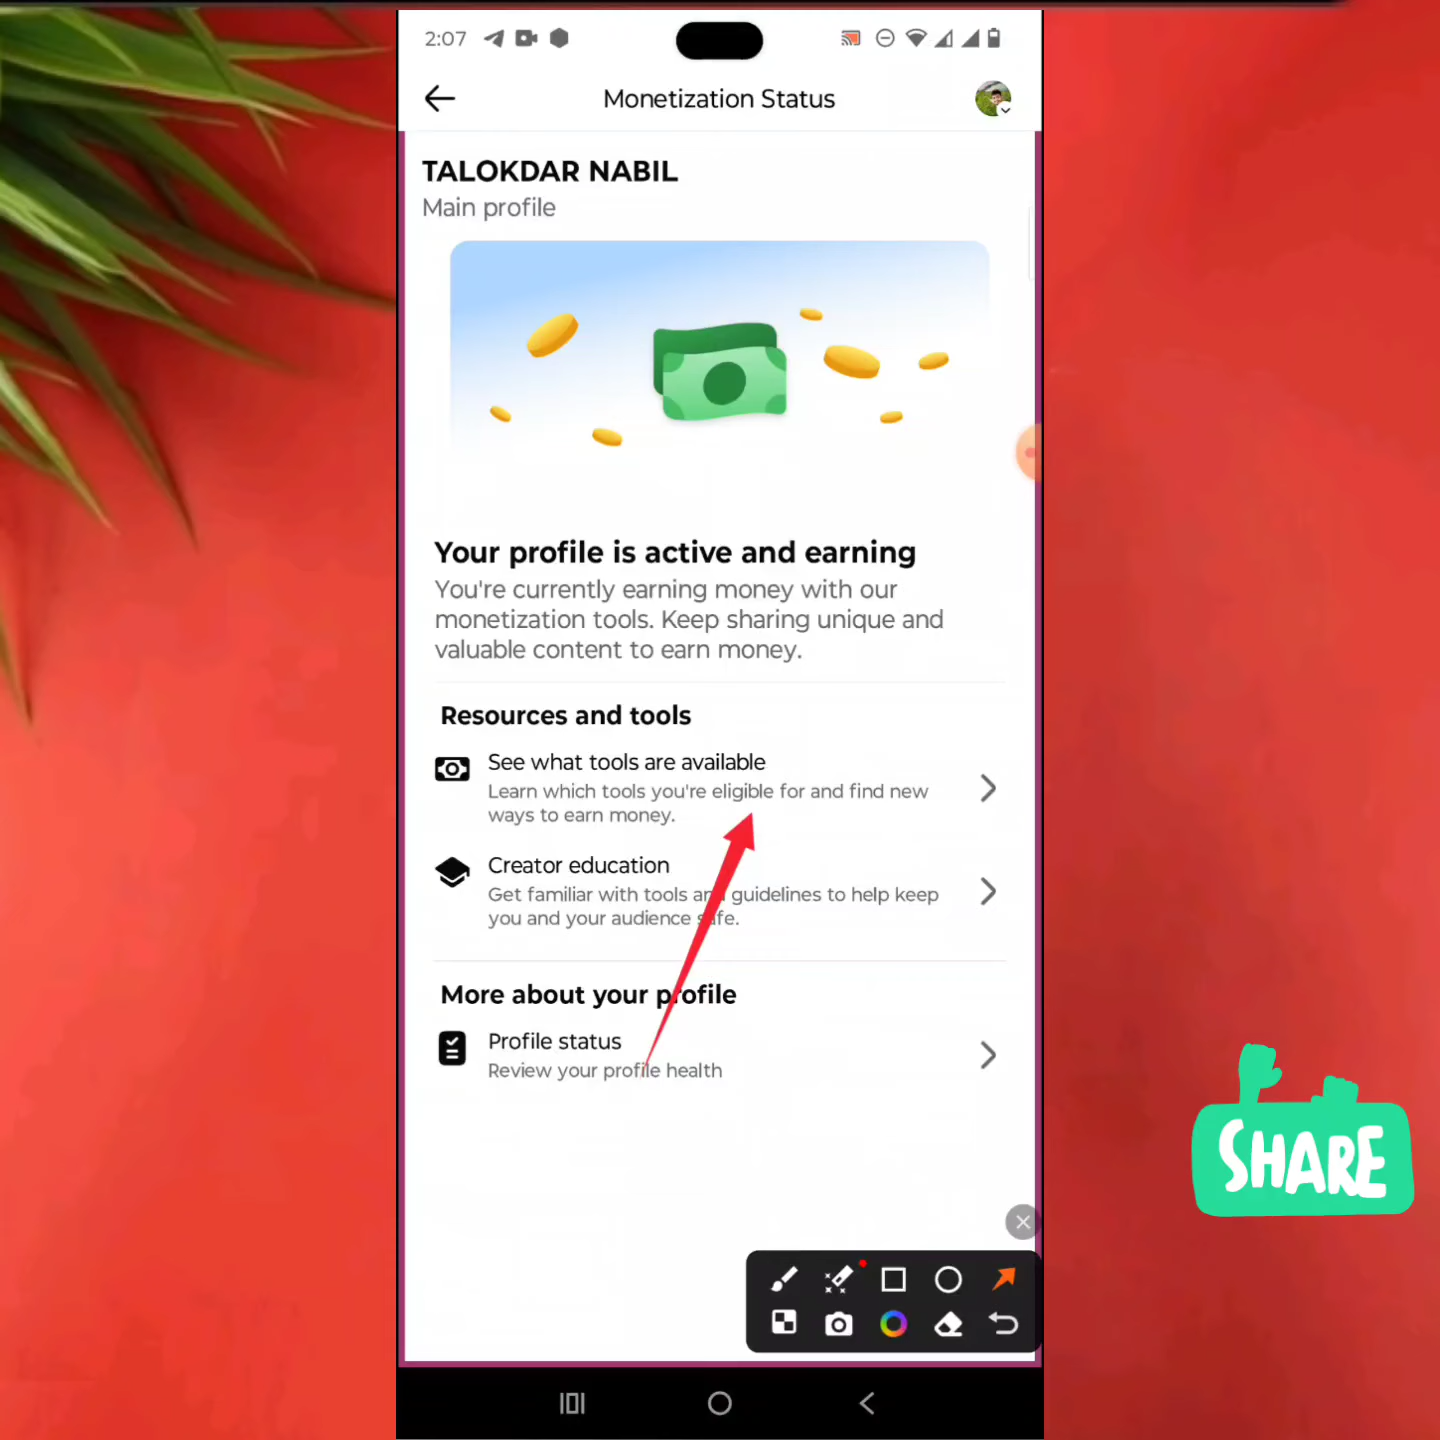 2:07
Monetization Status
TALOKDAR NABIL
Main profile
Your profile is active and earning
You're currently earning money with our
monetization tools. Keep sharing unique and
valuable content to earn money.
Resources and tools
See what tools are available
Learn which tools you're eligible for and find new
ways to earn money.
Creator education
Get familiar with tools and guidelines to help keep
you and your audience safe.
More about your profile
Profile status
Review your profile health
SHARE